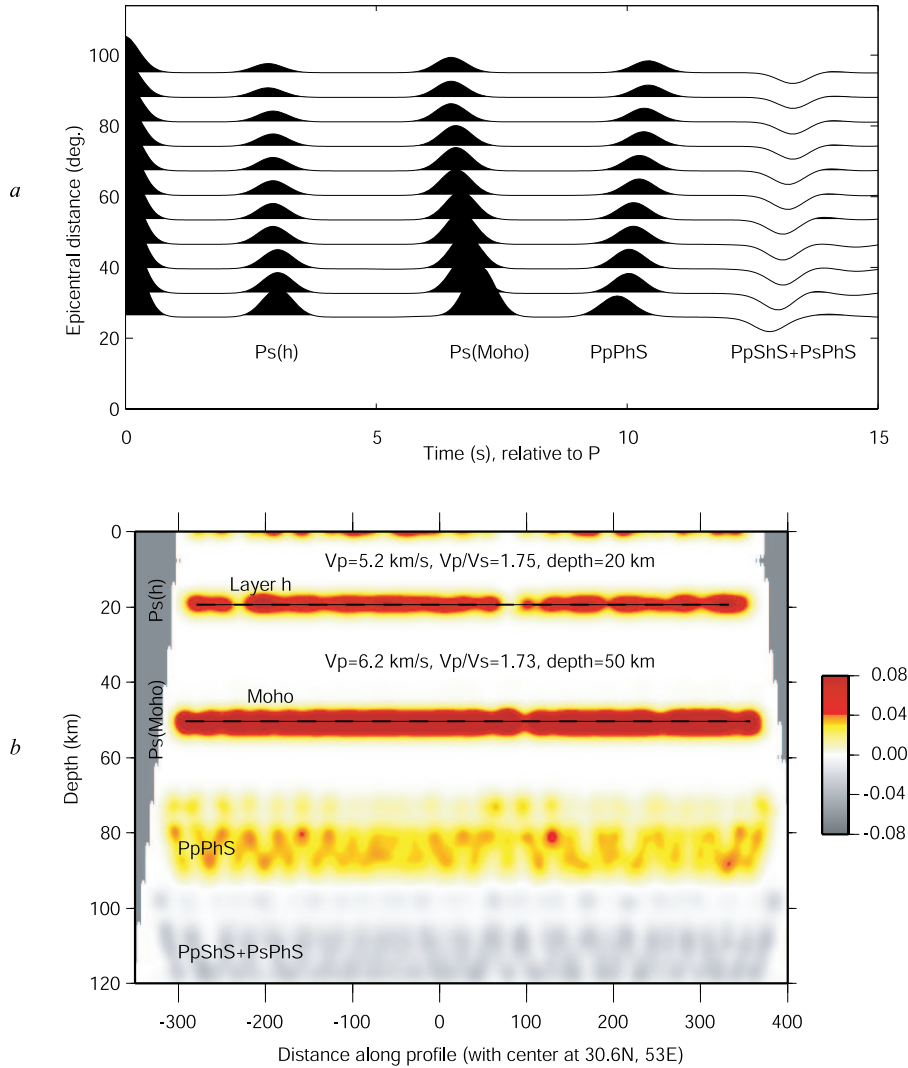 a
Epicentral distance (deg.)
100
80
60
40
20
0
Ps(h)
Ps(Moho)
PpPhS
PpShS+PsPhS
0
5
10
15
Time (s), relative to P
b
Depth (km)
0
20
40
60
80
100
120
Ps(h)
Ps(Moho)
Vp=5.2 km/s, Vp/Vs=1.75, depth=20 km
Layer h
Vp=6.2 km/s, Vp/Vs=1.73, depth=50 km
Moho
PpPhS
PpShS+PsPhS
-300
-200
-100
0
100
200
300
400
Distance along profile (with center at 30.6N, 53E)
0.08
0.04
0.00
-0.04
-0.08